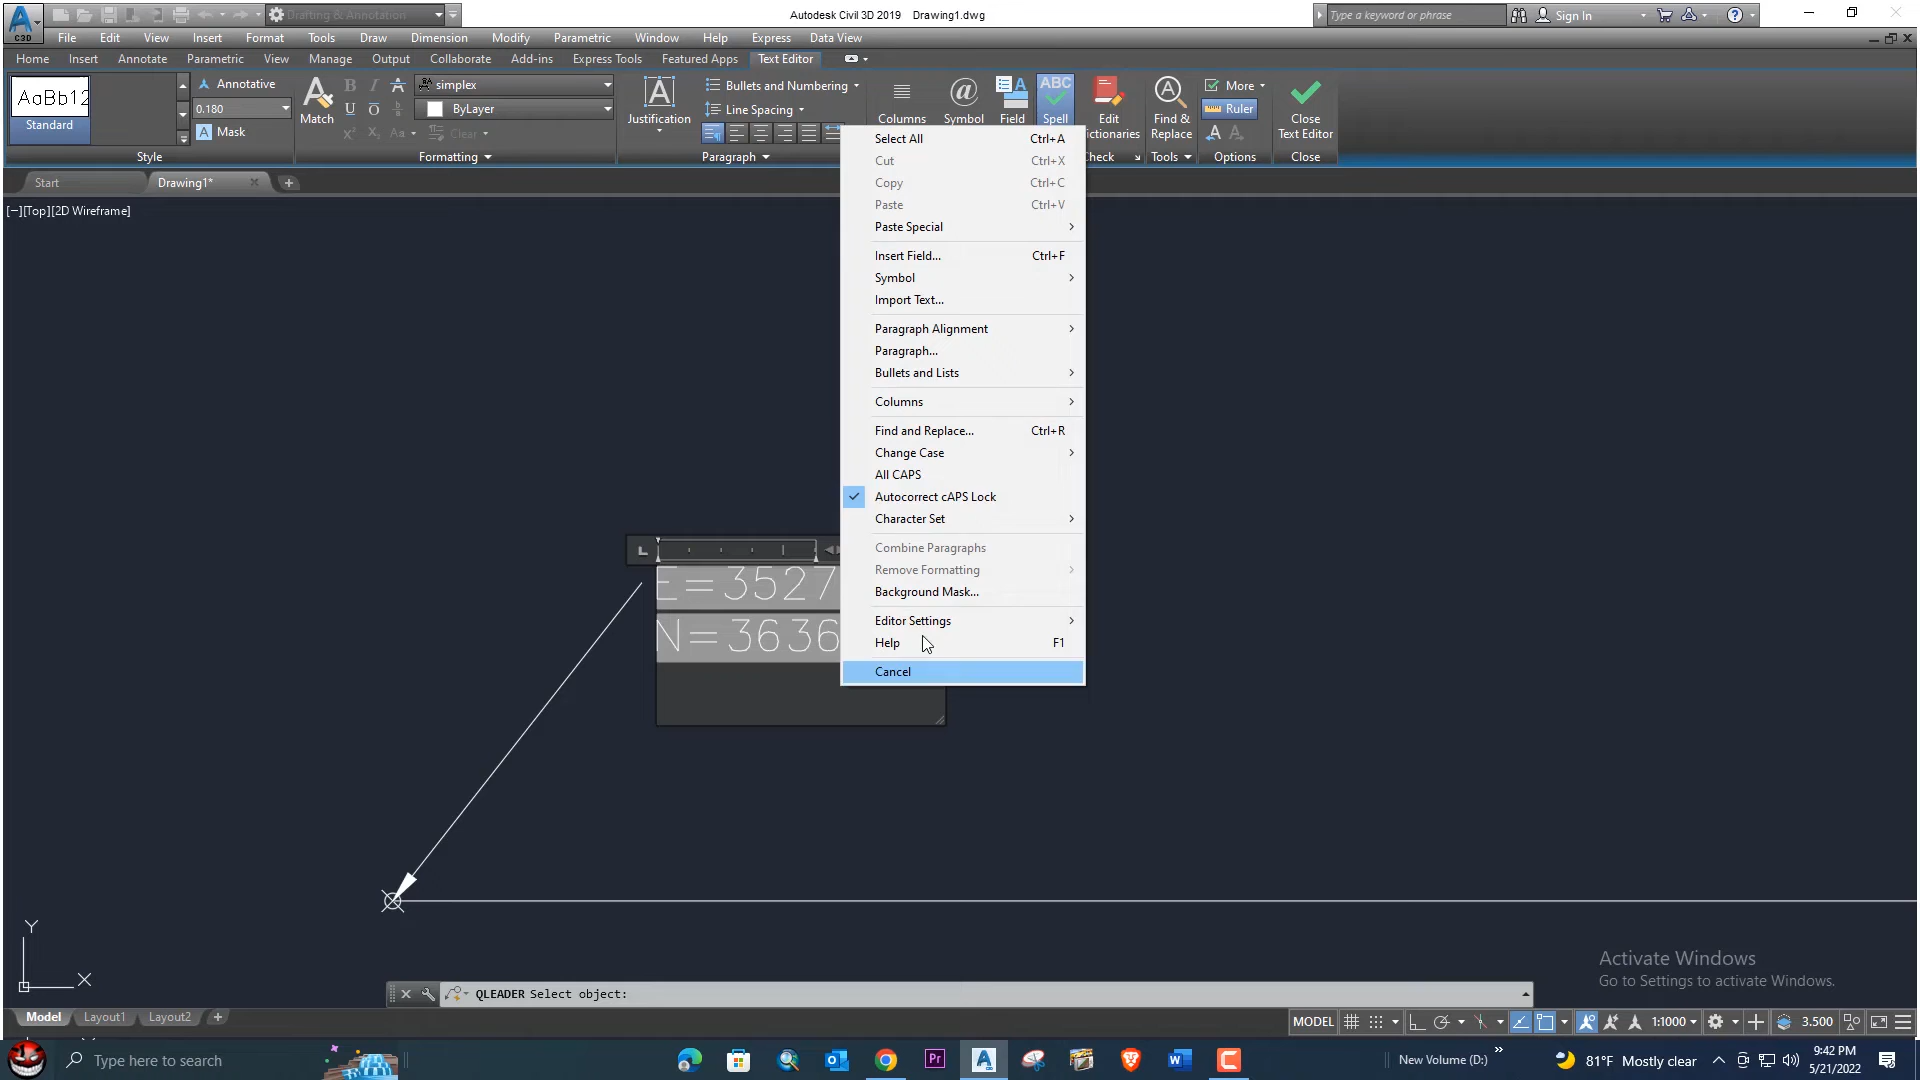 Drafting & Annotation
Autodesk Civil 3D 2019 Drawing1.dwg
Type a keyword or phrase
Sign In
C3D
File Edit View Insert Format Tools Draw Dimension Modify Parametric Window Help Express Data View
Home Insert Annotate Parametric View Manage Output Collaborate Add-ins Express Tools Featured Apps Text Editor
AaBb12
Standard
Annotative
0.180
Mask
Style
Match
simplex
ByLayer
Clear
Formatting
Justification
Bullets and Numbering
Line Spacing
Paragraph
Columns
Symbol
Field
ABC
Spell
Edit
Dictionaries
Check
Find &
Replace
Tools
More
Ruler
Options
Close
Text Editor
Close
Start
Drawing1*
[−][Top][2D Wireframe]
Select All Ctrl+A
Cut Ctrl+X
Copy Ctrl+C
Paste Ctrl+V
Paste Special
Insert Field... Ctrl+F
Symbol
Import Text...
Paragraph Alignment
Paragraph...
Bullets and Lists
Columns
Find and Replace... Ctrl+R
Change Case
All CAPS
Autocorrect cAPS Lock
Character Set
Combine Paragraphs
Remove Formatting
Background Mask...
Editor Settings
Help F1
Cancel
E=3527
N=3636
Y
X
Activate Windows
Go to Settings to activate Windows.
QLEADER Select object:
Model Layout1 Layout2
MODEL
1:1000
3.500
Type here to search
New Volume (D:)
81°F Mostly clear
9:42 PM
5/21/2022